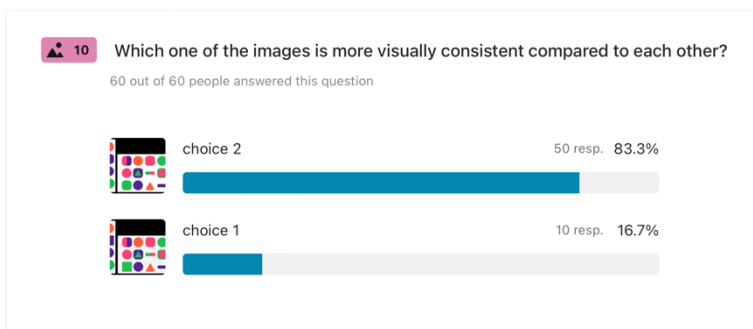 10 Which one of the images is more visually consistent compared to each other?
60 out of 60 people answered this question
choice 2 50 resp. 83.3%
choice 1 10 resp. 16.7%